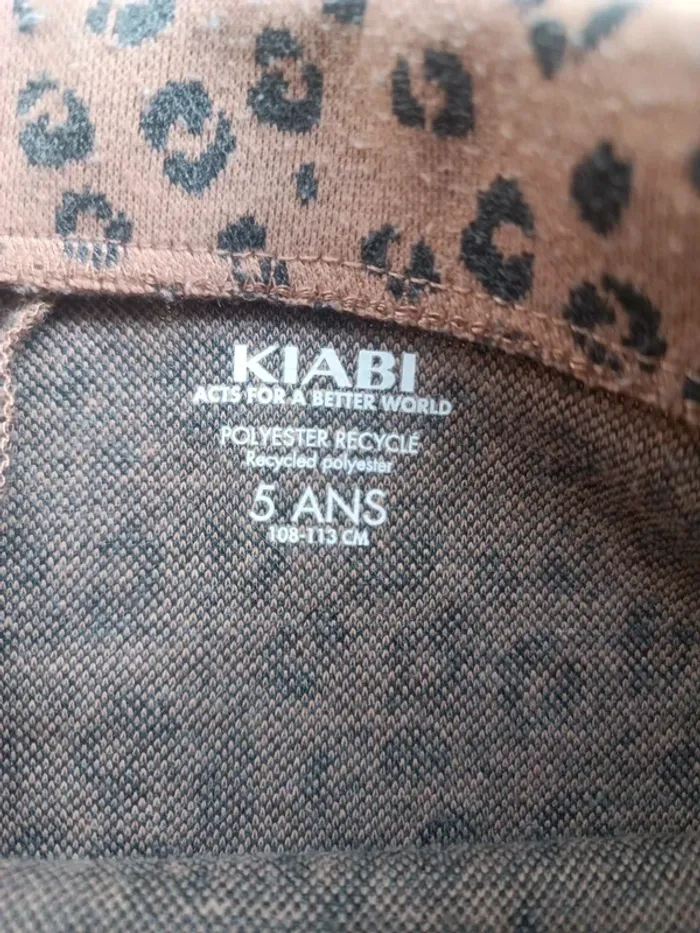 KIABI
ACTS FOR A BETTER WORLD
POLYESTER RECYCLÉ
Recycled polyester
5 ANS
108-113 CM